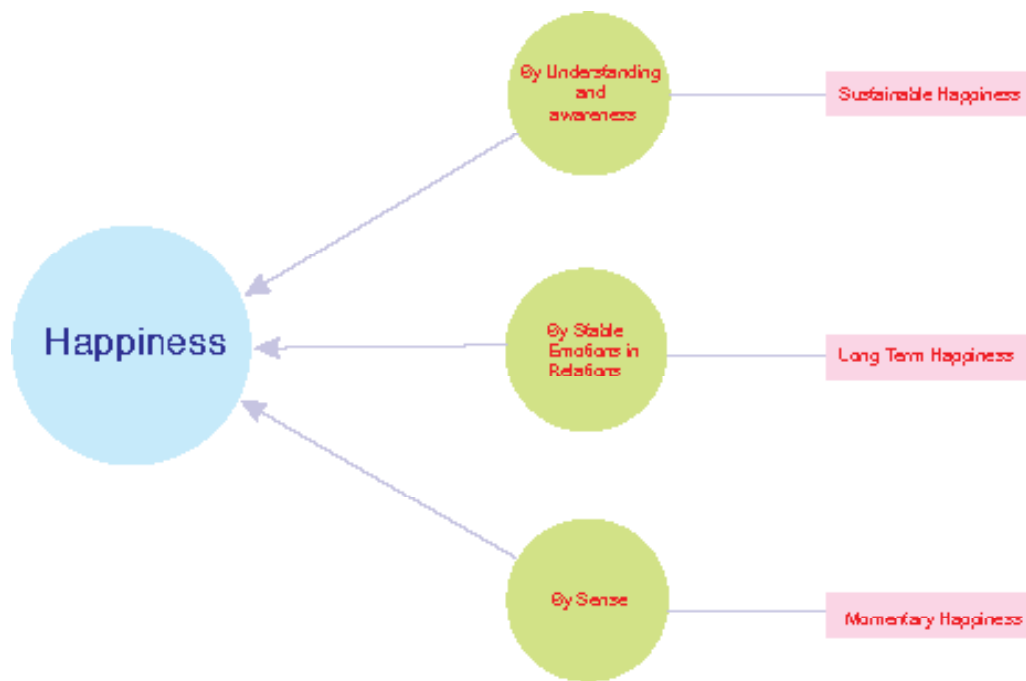 By Understanding
and
awareness
Sustainable Happiness
Happiness
By Stable
Emotions in
Relations
Long Term Happiness
By Sense
Momentary Happiness